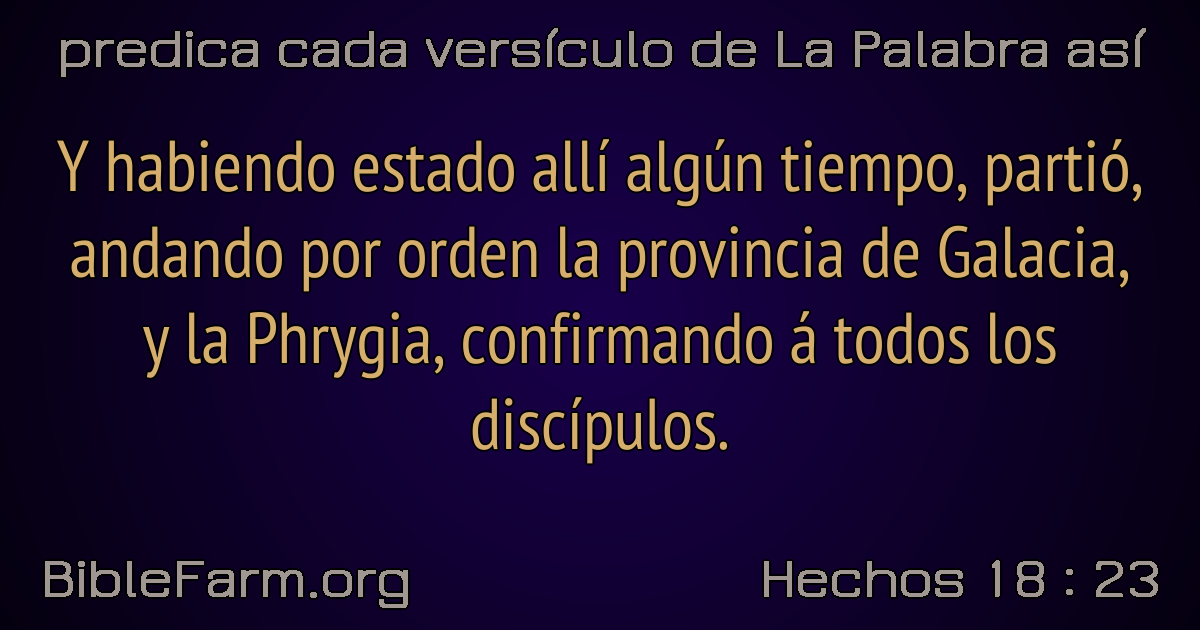 predica cada versículo de La Palabra así
Y habiendo estado allí algún tiempo, partió,
andando por orden la provincia de Galacia,
y la Phrygia, confirmando á todos los
discípulos.
BibleFarm.org
Hechos 18 : 23